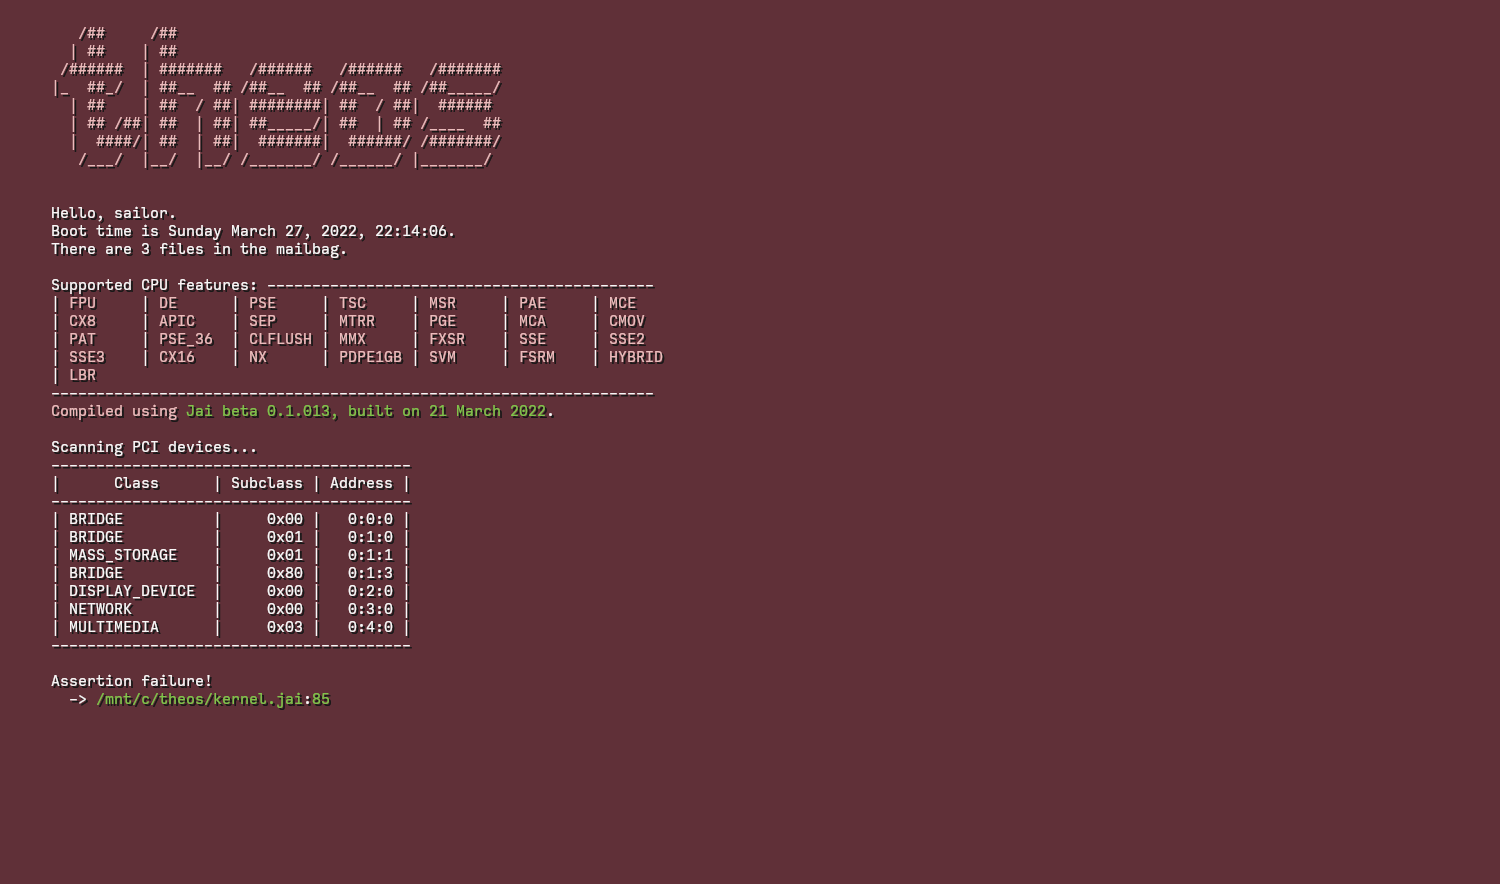 /##     /##
  | ##    | ##
 /######  | #######   /######   /######   /#######
|_  ##_/  | ##__  ## /##__  ## /##__  ## /##_____/
  | ##    | ##  / ##| ########| ##  / ##|  ######
  | ## /##| ##  | ##| ##_____/| ##  | ## /____  ##
  |  ####/| ##  | ##|  #######|  ######/ /#######/
   /___/  |__/  |__/ /_______/ /______/ |_______/
Hello, sailor.
Boot time is Sunday March 27, 2022, 22:14:06.
There are 3 files in the mailbag.
Supported CPU features: -------------------------------------------
| FPU     | DE      | PSE     | TSC     | MSR     | PAE     | MCE
| CX8     | APIC    | SEP     | MTRR    | PGE     | MCA     | CMOV
| PAT     | PSE_36  | CLFLUSH | MMX     | FXSR    | SSE     | SSE2
| SSE3    | CX16    | NX      | PDPE1GB | SVM     | FSRM    | HYBRID
| LBR
-------------------------------------------------------------------
Compiled using Jai beta 0.1.013, built on 21 March 2022.
Scanning PCI devices...
----------------------------------------
|      Class      | Subclass | Address |
----------------------------------------
| BRIDGE          |     0x00 |   0:0:0 |
| BRIDGE          |     0x01 |   0:1:0 |
| MASS_STORAGE    |     0x01 |   0:1:1 |
| BRIDGE          |     0x80 |   0:1:3 |
| DISPLAY_DEVICE  |     0x00 |   0:2:0 |
| NETWORK         |     0x00 |   0:3:0 |
| MULTIMEDIA      |     0x03 |   0:4:0 |
----------------------------------------
Assertion failure!
  -> /mnt/c/theos/kernel.jai:85